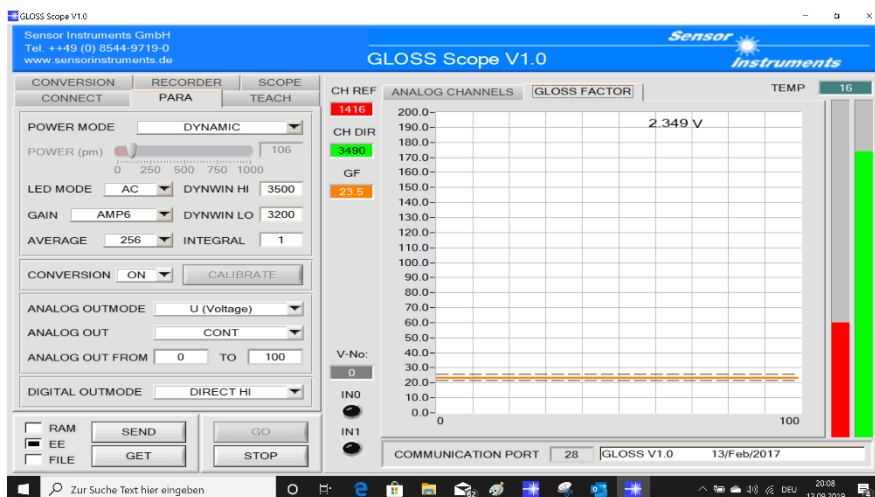 GLOSS Scope V1.0
Sensor Instruments GmbH
Tel. ++49 (0) 8544-9719-0
www.sensorinstruments.de
GLOSS Scope V1.0
Sensor
Instruments
CONVERSION RECORDER SCOPE
CONNECT PARA TEACH
POWER MODE DYNAMIC
POWER (pm) 106
0 250 500 750 1000
LED MODE AC DYNWIN HI 3500
GAIN AMP6 DYNWIN LO 3200
AVERAGE 256 INTEGRAL 1
CONVERSION ON CALIBRATE
ANALOG OUTMODE U (Voltage)
ANALOG OUT CONT
ANALOG OUT FROM 0 TO 100
DIGITAL OUTMODE DIRECT HI
RAM
EE
FILE
SEND GO
GET STOP
CH REF
1416
CH DIR
3490
GF
23.5
V-No:
0
IN0
IN1
ANALOG CHANNELS GLOSS FACTOR
TEMP 16
2.349 V
200.0
190.0
180.0
170.0
160.0
150.0
140.0
130.0
120.0
110.0
100.0
90.0
80.0
70.0
60.0
50.0
40.0
30.0
20.0
10.0
0.0
0 100
COMMUNICATION PORT 28 GLOSS V1.0 13/Feb/2017
Zur Suche Text hier eingeben
62
DEU
20:08
13.09.2019